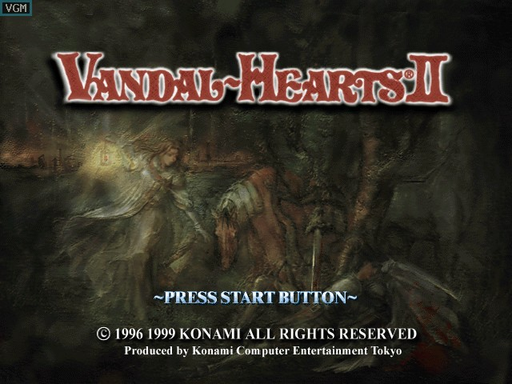 VGM
VANDAL~HEARTS® II
~PRESS START BUTTON~
© 1996 1999 KONAMI ALL RIGHTS RESERVED
Produced by Konami Computer Entertainment Tokyo